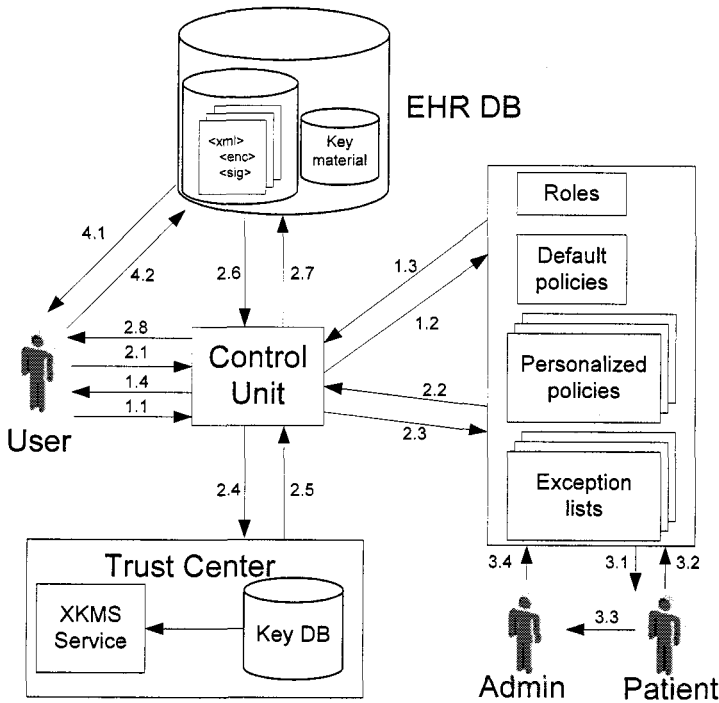 EHR DB
<xml>
<enc>
<sig>
Key
material
Roles
Default
policies
Personalized
policies
Exception
lists
4.1
4.2
2.6
2.7
1.3
1.2
2.8
2.1
1.4
1.1
Control
Unit
2.2
2.3
User
2.4
2.5
Trust Center
XKMS
Service
Key DB
3.4
3.1
3.2
3.3
Admin
Patient